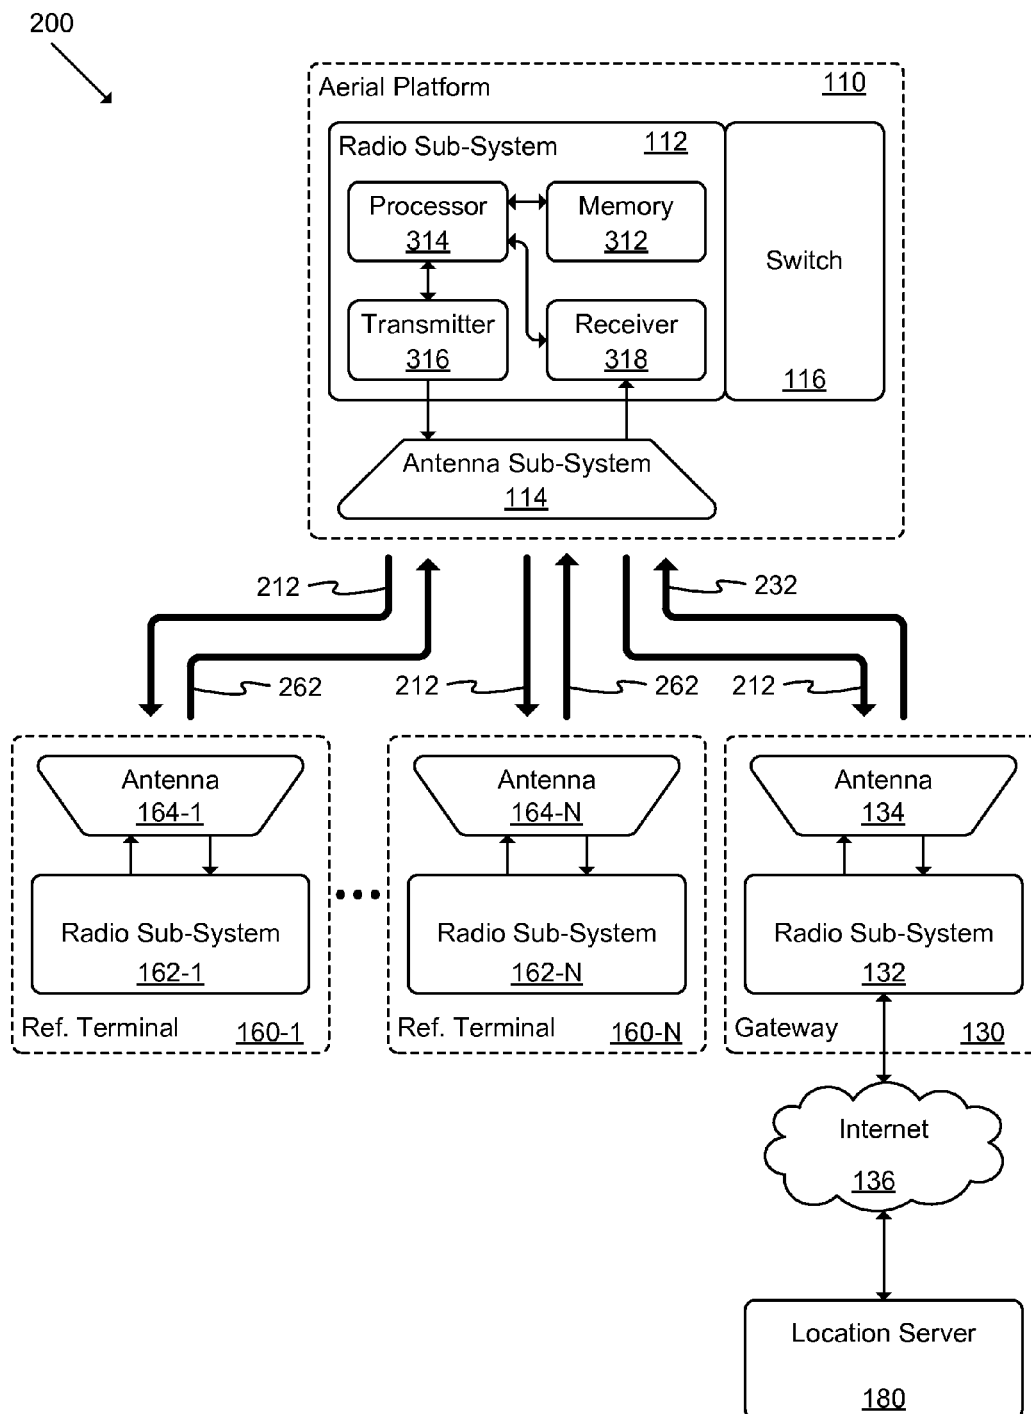 200
Aerial Platform 110
Radio Sub-System 112
Processor
314
Memory
312
Switch
116
Transmitter
316
Receiver
318
Antenna Sub-System
114
212
232
262
212
262
212
Antenna
164-1
Radio Sub-System
162-1
Ref. Terminal 160-1
Antenna
164-N
Radio Sub-System
162-N
Ref. Terminal 160-N
Antenna
134
Radio Sub-System
132
Gateway 130
Internet
136
Location Server
180